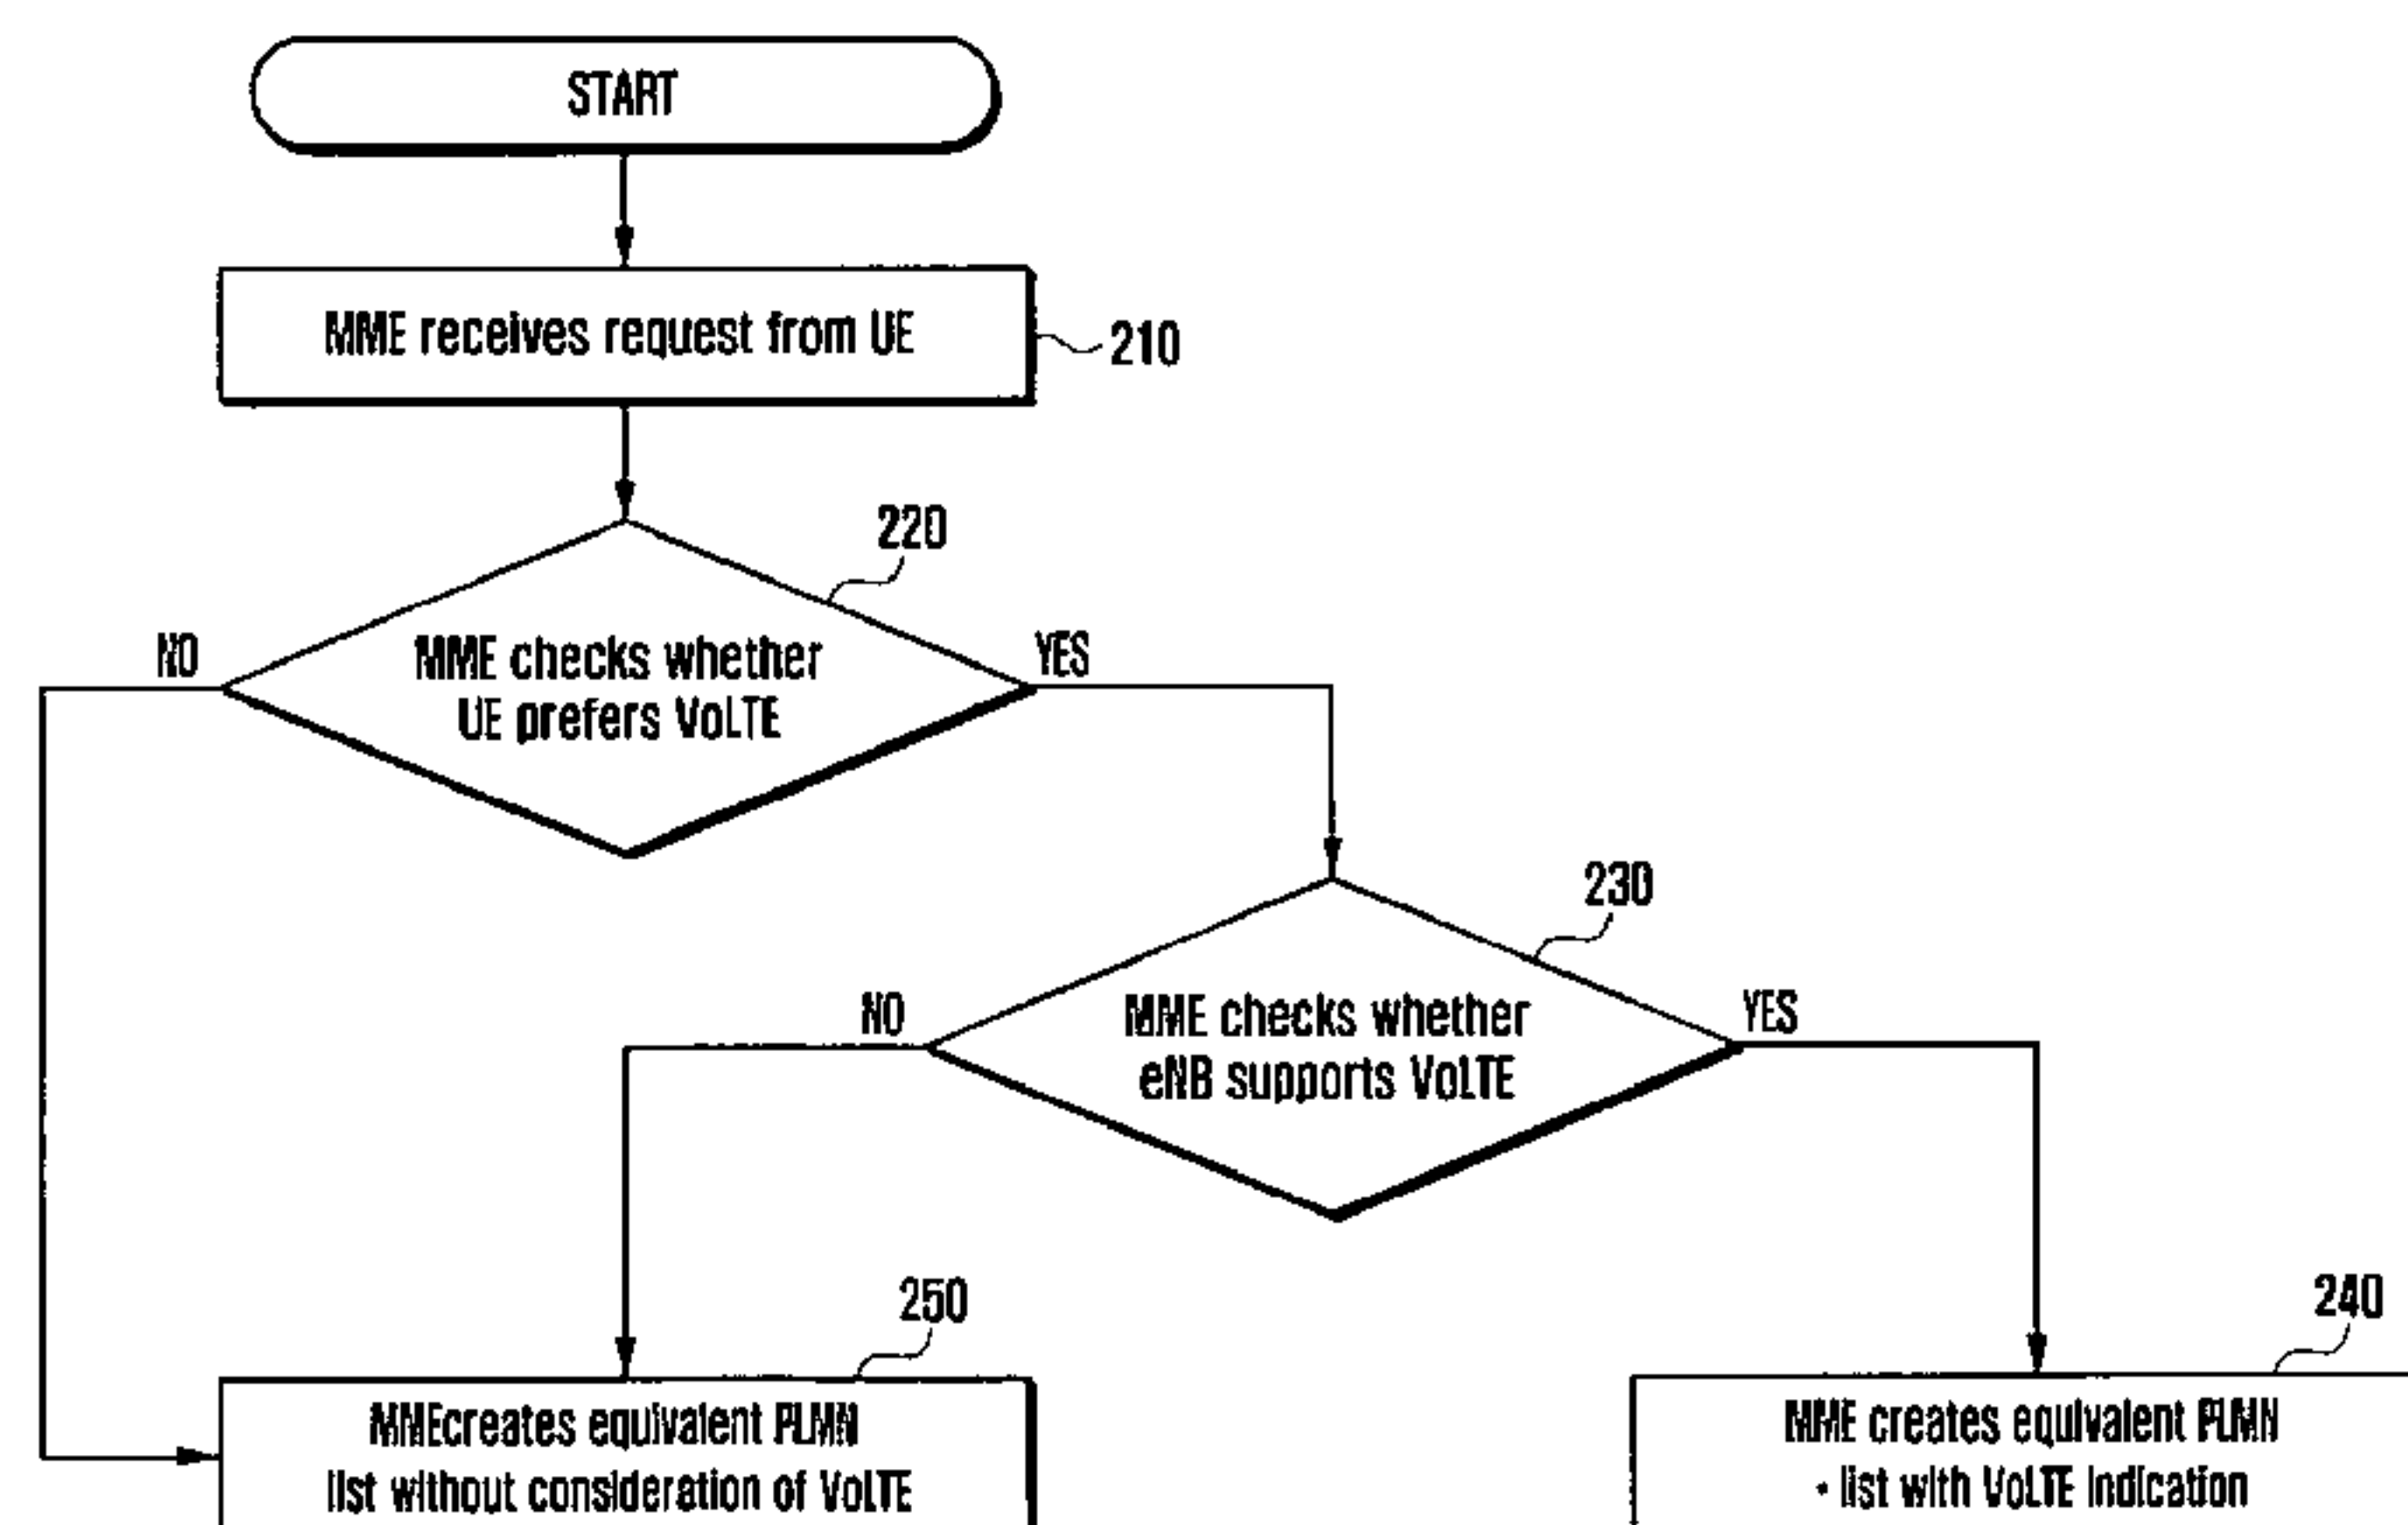 START
MME receives request from UE
210
220
NO
YES
MME checks whether
UE prefers VoLTE
230
NO
YES
MME checks whether
eNB supports VoLTE
250
240
MMEcreates equivalent PLMN
list without consideration of VoLTE
MME creates equivalent PLMN
• list with VoLTE indication